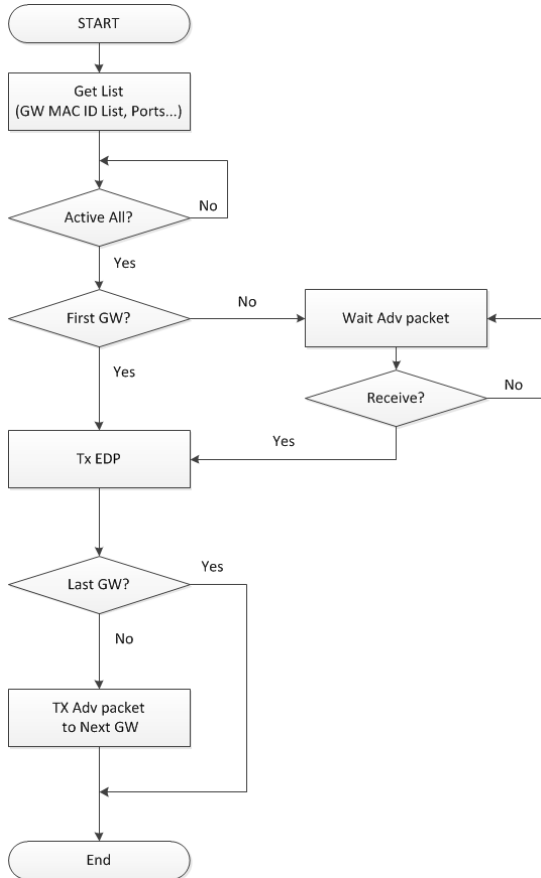 START
Get List
(GW MAC ID List, Ports...)
Active All?
No
Yes
First GW?
No
Wait Adv packet
Yes
Receive?
No
Yes
Tx EDP
Last GW?
Yes
No
TX Adv packet
to Next GW
End